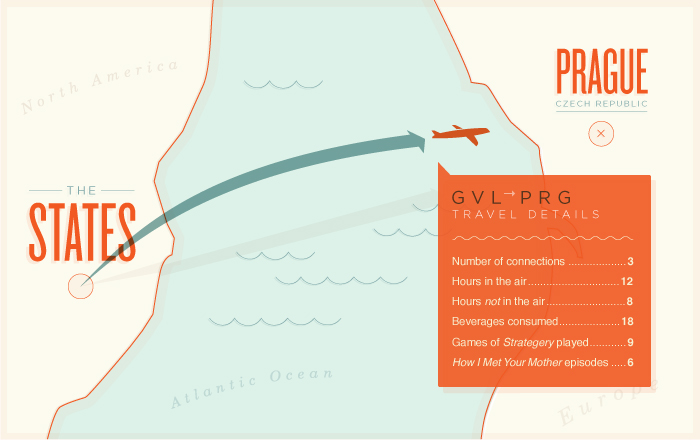 North America
PRAGUE
CZECH REPUBLIC
THE
STATES
GVL→PRG
TRAVEL DETAILS
Number of connections ...............3
Hours in the air..............................12
Hours not in the air........................8
Beverages consumed...................18
Games of Strategery played...........9
How I Met Your Mother episodes .....6
Atlantic Ocean
Europe